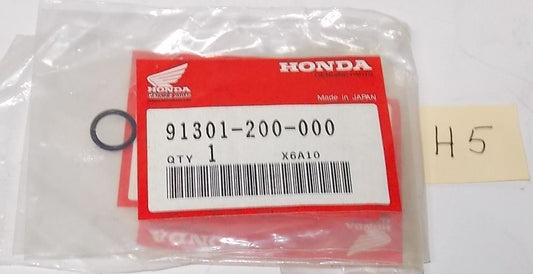 HONDA
GENUINE PARTS
HONDA
Made in JAPAN
91301-200-000
QTY 1 X6A10
H5